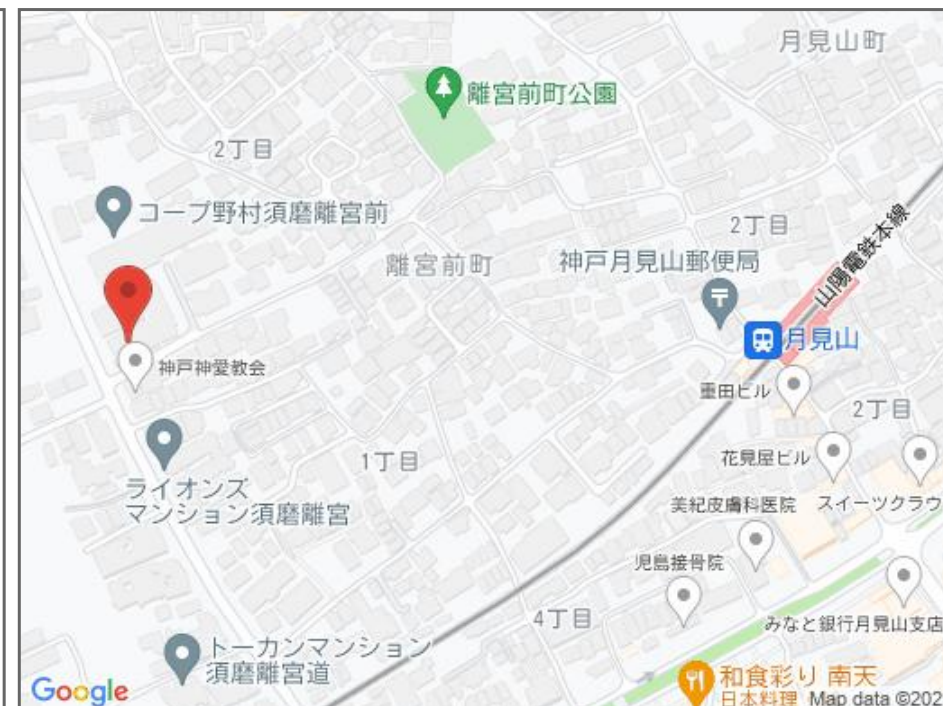 月見山町
離宮前町公園
2丁目
コープ野村須磨離宮前
2丁目
山陽電鉄本線
離宮前町
神戸月見山郵便局
月見山
神戸神愛教会
重田ビル
2丁目
1丁目
花見屋ビル
ライオンズ
マンション須磨離宮
美紀皮膚科医院
スイーツクラウ
児島接骨院
4丁目
みなと銀行月見山支店
トーカンマンション
須磨離宮道
和食彩り 南天
日本料理
Google
Map data ©202